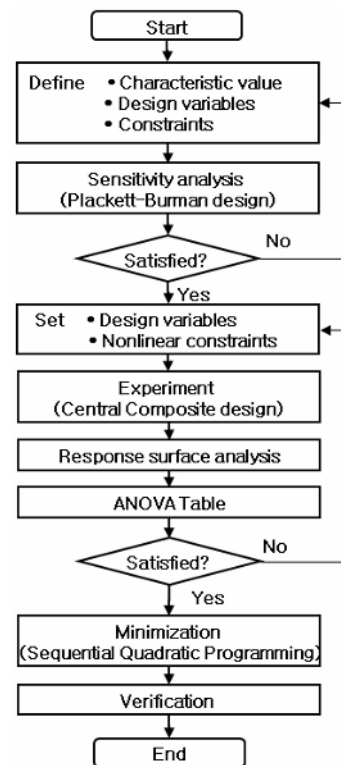 Start
Define • Characteristic value
• Design variables
• Constraints
Sensitivity analysis
(Plackett-Burman design)
Satisfied?
No
Yes
Set • Design variables
• Nonlinear constraints
Experiment
(Central Composite design)
Response surface analysis
ANOVA Table
Satisfied?
No
Yes
Minimization
(Sequential Quadratic Programming)
Verification
End